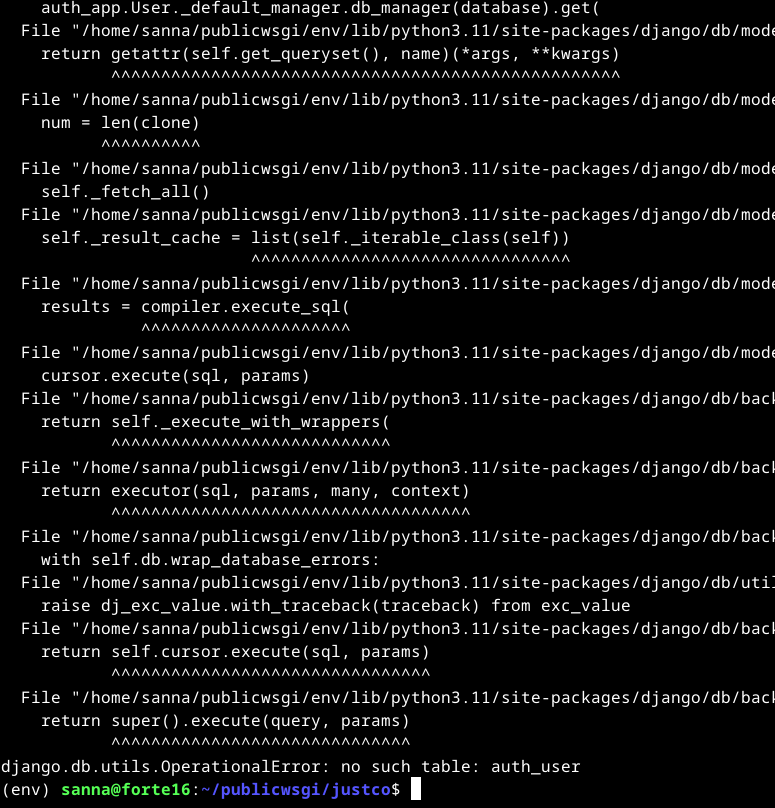 auth_app.User._default_manager.db_manager(database).get(
  File "/home/sanna/publicwsgi/env/lib/python3.11/site-packages/django/db/mode
    return getattr(self.get_queryset(), name)(*args, **kwargs)
           ^^^^^^^^^^^^^^^^^^^^^^^^^^^^^^^^^^^^^^^^^^^^^^^^^^^
  File "/home/sanna/publicwsgi/env/lib/python3.11/site-packages/django/db/mode
    num = len(clone)
          ^^^^^^^^^^
  File "/home/sanna/publicwsgi/env/lib/python3.11/site-packages/django/db/mode
    self._fetch_all()
  File "/home/sanna/publicwsgi/env/lib/python3.11/site-packages/django/db/mode
    self._result_cache = list(self._iterable_class(self))
                         ^^^^^^^^^^^^^^^^^^^^^^^^^^^^^^^^
  File "/home/sanna/publicwsgi/env/lib/python3.11/site-packages/django/db/mode
    results = compiler.execute_sql(
              ^^^^^^^^^^^^^^^^^^^^^
  File "/home/sanna/publicwsgi/env/lib/python3.11/site-packages/django/db/mode
    cursor.execute(sql, params)
  File "/home/sanna/publicwsgi/env/lib/python3.11/site-packages/django/db/back
    return self._execute_with_wrappers(
           ^^^^^^^^^^^^^^^^^^^^^^^^^^^^
  File "/home/sanna/publicwsgi/env/lib/python3.11/site-packages/django/db/back
    return executor(sql, params, many, context)
           ^^^^^^^^^^^^^^^^^^^^^^^^^^^^^^^^^^^^
  File "/home/sanna/publicwsgi/env/lib/python3.11/site-packages/django/db/back
    with self.db.wrap_database_errors:
  File "/home/sanna/publicwsgi/env/lib/python3.11/site-packages/django/db/util
    raise dj_exc_value.with_traceback(traceback) from exc_value
  File "/home/sanna/publicwsgi/env/lib/python3.11/site-packages/django/db/back
    return self.cursor.execute(sql, params)
           ^^^^^^^^^^^^^^^^^^^^^^^^^^^^^^^^
  File "/home/sanna/publicwsgi/env/lib/python3.11/site-packages/django/db/back
    return super().execute(query, params)
           ^^^^^^^^^^^^^^^^^^^^^^^^^^^^^^
django.db.utils.OperationalError: no such table: auth_user
(env) sanna@forte16:~/publicwsgi/justco$